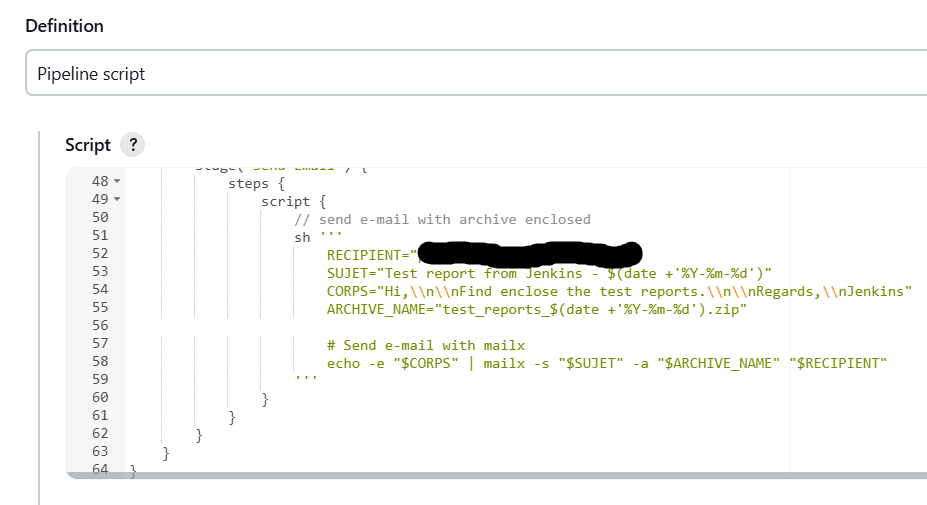 Definition
Pipeline script
Script ?
stage('Send Email') {
48 steps {
49 script {
50 // send e-mail with archive enclosed
51 sh '''
52 RECIPIENT="
53 SUJET="Test report from Jenkins - $(date +'%Y-%m-%d')"
54 CORPS="Hi,\\n\\nFind enclose the test reports.\\n\\nRegards,\\nJenkins"
55 ARCHIVE_NAME="test_reports_$(date +'%Y-%m-%d').zip"
56
57 # Send e-mail with mailx
58 echo -e "$CORPS" | mailx -s "$SUJET" -a "$ARCHIVE_NAME" "$RECIPIENT"
59 '''
60 }
61 }
62 }
63 }
64 }